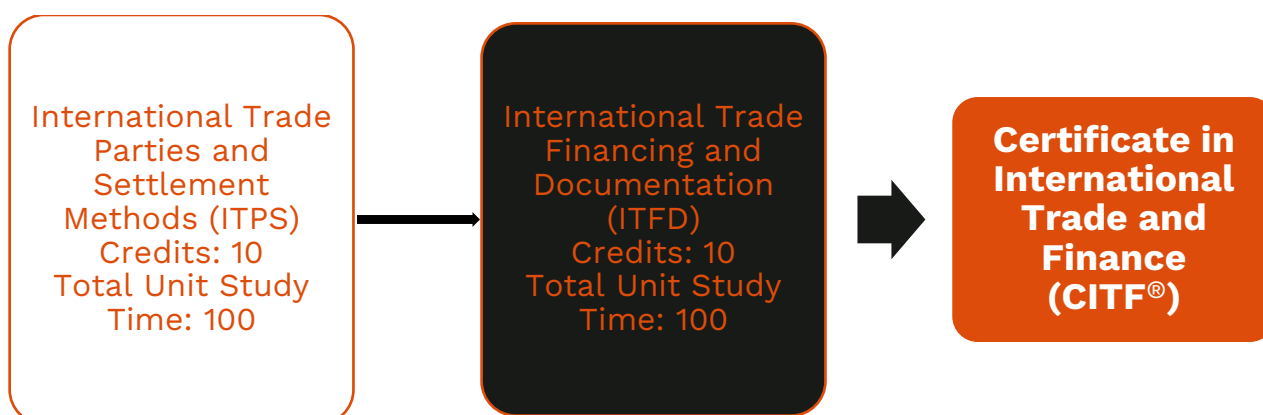 International Trade
Parties and
Settlement
Methods (ITPS)
Credits: 10
Total Unit Study
Time: 100
International Trade
Financing and
Documentation
(ITFD)
Credits: 10
Total Unit Study
Time: 100
Certificate in
International
Trade and
Finance
(CITF®)